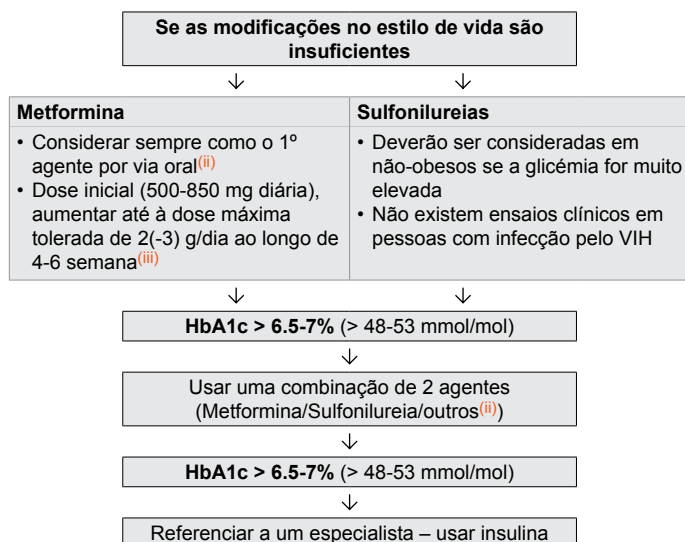 Se as modificações no estilo de vida são
insuficientes
Metformina
• Considerar sempre como o 1º
agente por via oral(ii)
• Dose inicial (500-850 mg diária),
aumentar até à dose máxima
tolerada de 2(-3) g/dia ao longo de
4-6 semana(iii)
Sulfonilureias
• Deverão ser consideradas em
não-obesos se a glicémia for muito
elevada
• Não existem ensaios clínicos em
pessoas com infecção pelo VIH
HbA1c > 6.5-7% (> 48-53 mmol/mol)
Usar uma combinação de 2 agentes
(Metformina/Sulfonilureia/outros(ii))
HbA1c > 6.5-7% (> 48-53 mmol/mol)
Referenciar a um especialista – usar insulina